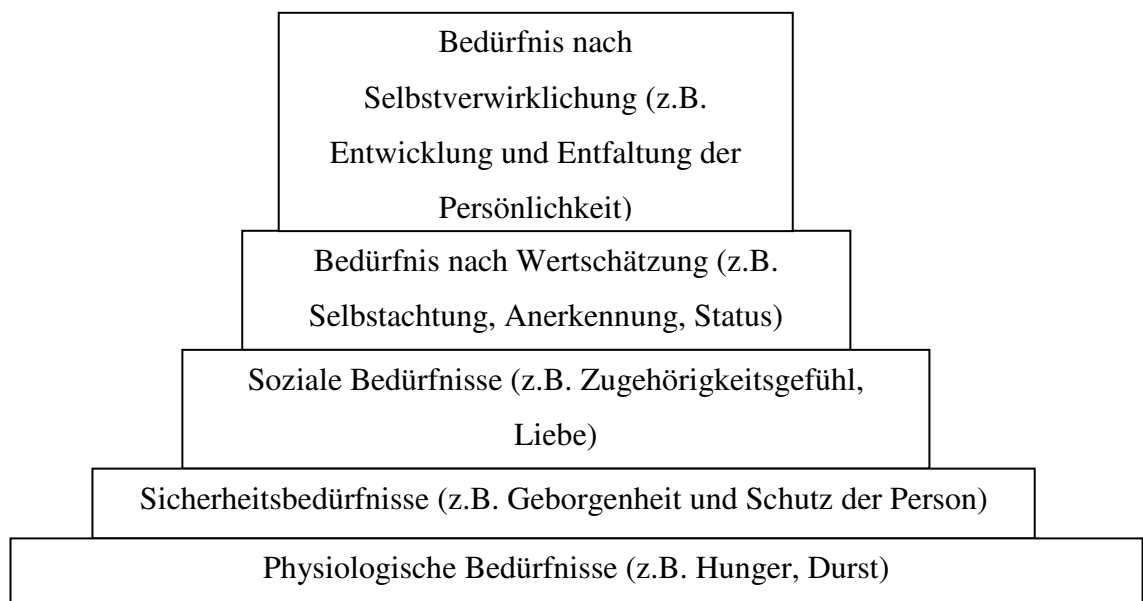 Bedürfnis nach
Selbstverwirklichung (z.B.
Entwicklung und Entfaltung der
Persönlichkeit)
Bedürfnis nach Wertschätzung (z.B.
Selbstachtung, Anerkennung, Status)
Soziale Bedürfnisse (z.B. Zugehörigkeitsgefühl,
Liebe)
Sicherheitsbedürfnisse (z.B. Geborgenheit und Schutz der Person)
Physiologische Bedürfnisse (z.B. Hunger, Durst)